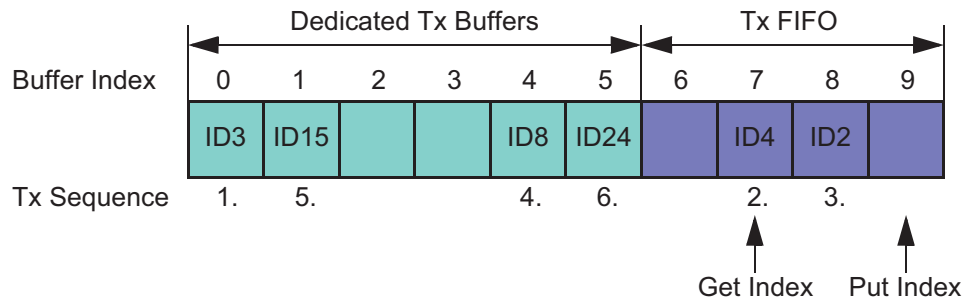 Dedicated Tx Buffers Tx FIFO
Buffer Index 0 1 2 3 4 5 6 7 8 9
ID3 ID15 ID8 ID24 ID4 ID2
Tx Sequence 1. 5. 4. 6. 2. 3.
Get Index Put Index